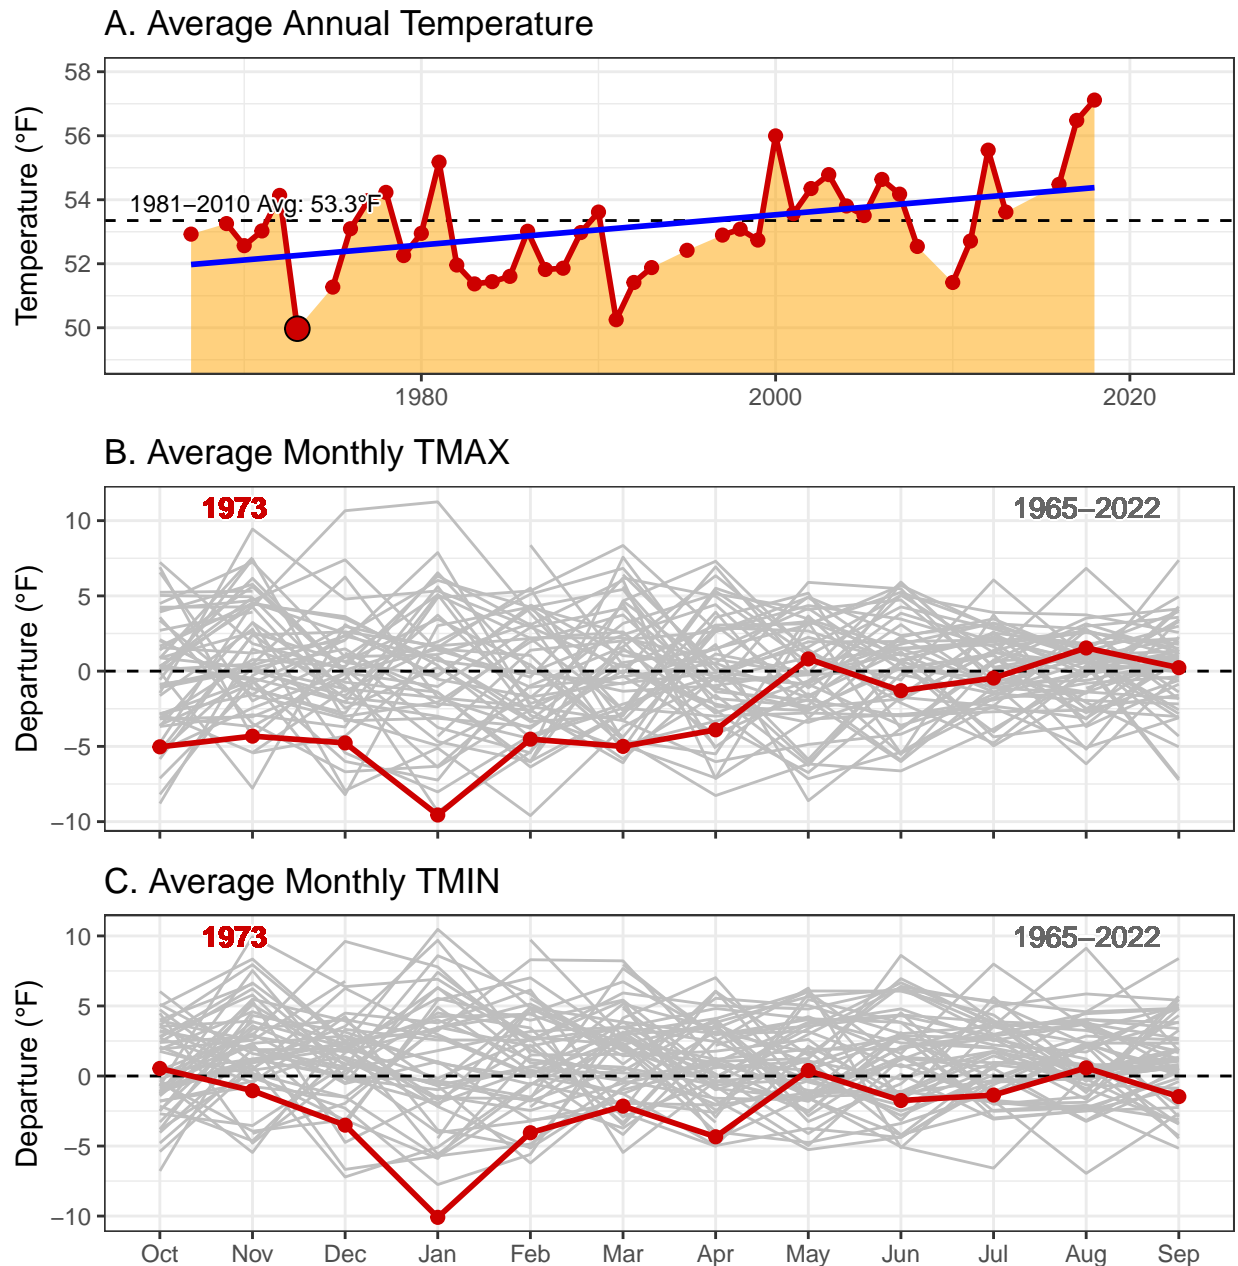 A. Average Annual Temperature
Temperature (°F)
58
56
54
52
50
1981–2010 Avg: 53.3°F
1980
2000
2020
B. Average Monthly TMAX
Departure (°F)
10
5
0
−5
−10
1973
1965–2022
C. Average Monthly TMIN
Departure (°F)
10
5
0
−5
−10
1973
1965–2022
Oct Nov Dec Jan Feb Mar Apr May Jun Jul Aug Sep